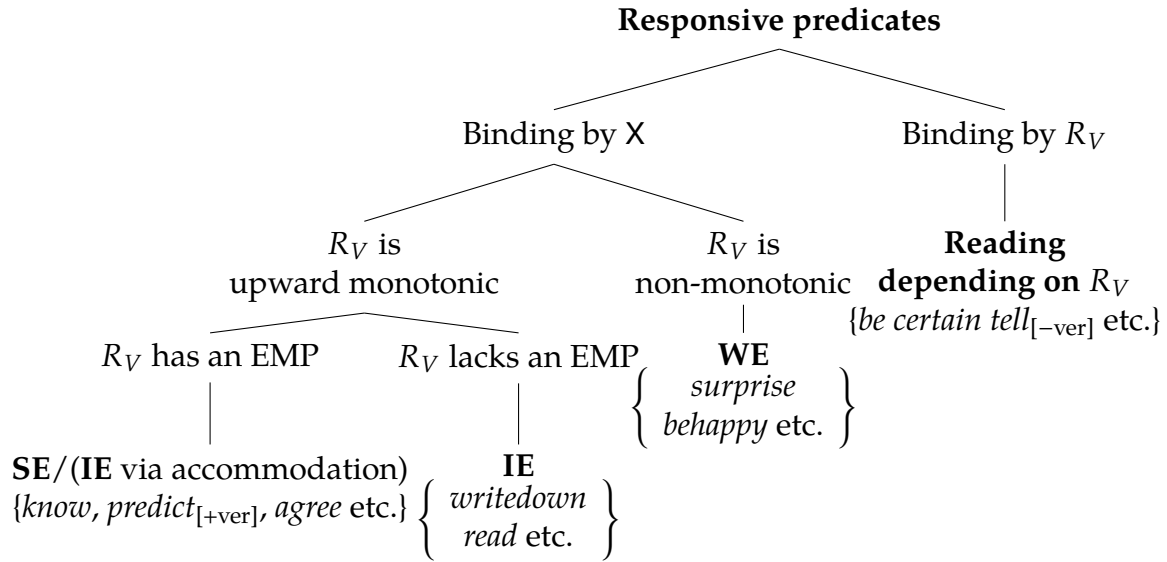 Responsive predicates
Binding by X
Binding by R_V
R_V is
upward monotonic
R_V is
non-monotonic
Reading
depending on R_V
{be certain tell[−ver] etc.}
R_V has an EMP
R_V lacks an EMP
WE
{ surprise
behappy etc. }
SE/(IE via accommodation)
{know, predict[+ver], agree etc.}
IE
{ writedown
read etc. }